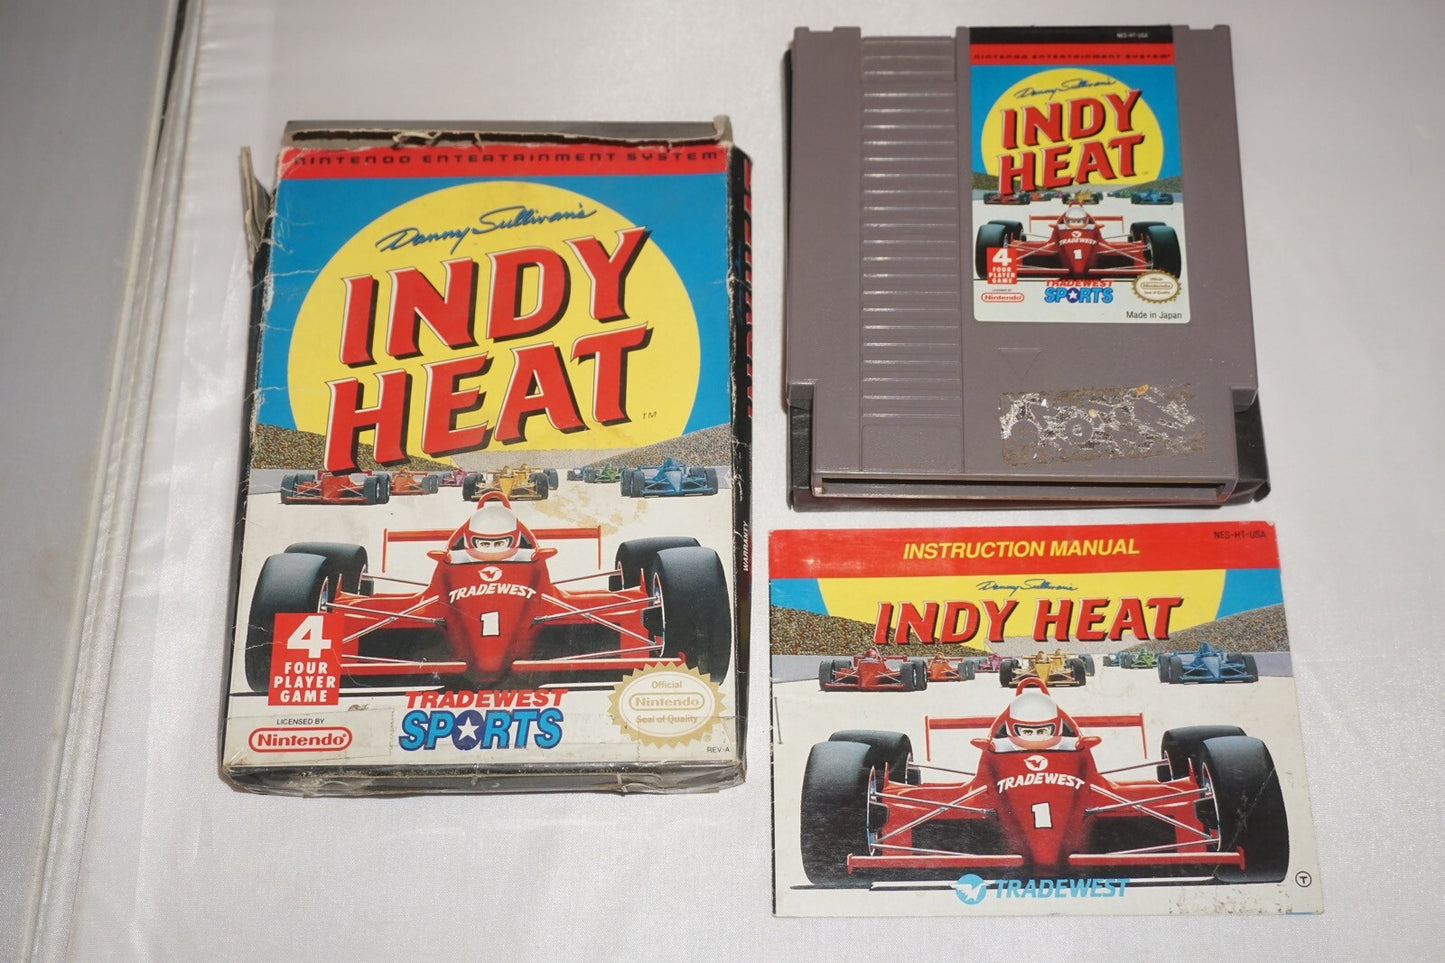 NINTENDO ENTERTAINMENT SYSTEM®
Danny Sullivan's
INDY
HEAT
TM
TRADEWEST
1
4
FOUR
PLAYER
GAME
LICENSED BY
Nintendo®
TRADEWEST
SPORTS
Official
Nintendo
Seal of Quality
REV-A
WARRANTY
NES-HT-USA
NINTENDO ENTERTAINMENT SYSTEM®
Danny Sullivan's
INDY
HEAT
TRADEWEST
1
4
FOUR
PLAYER
GAME
LICENSED BY
Nintendo®
TRADEWEST
SPORTS
Official
Nintendo
Seal of Quality
Made in Japan
NES-HT-USA
INSTRUCTION MANUAL
Danny Sullivan's
INDY HEAT
TRADEWEST
1
TRADEWEST
T